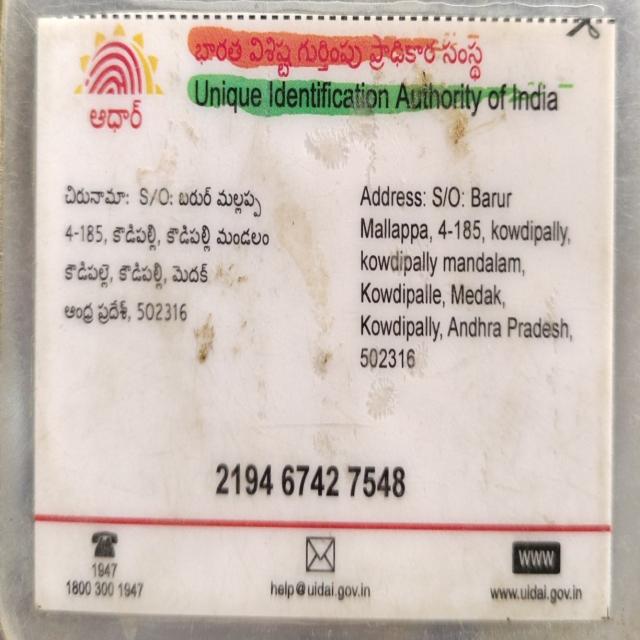 భారత విశిష్ట గుర్తింపు ప్రాధికార సంస్థ
Unique Identification Authority of India
ఆధార్
చిరునామా: S/O: బరుర్ మల్లప్ప
4-185, కౌడిపల్లి, కౌడిపల్లి మండలం
కౌడిపల్లె, కౌడిపల్లి, మెదక్
ఆంధ్ర ప్రదేశ్, 502316
Address: S/O: Barur
Mallappa, 4-185, kowdipally,
kowdipally mandalam,
Kowdipalle, Medak,
Kowdipally, Andhra Pradesh,
502316
2194 6742 7548
1947
1800 300 1947
help@uidai.gov.in
www
www.uidai.gov.in